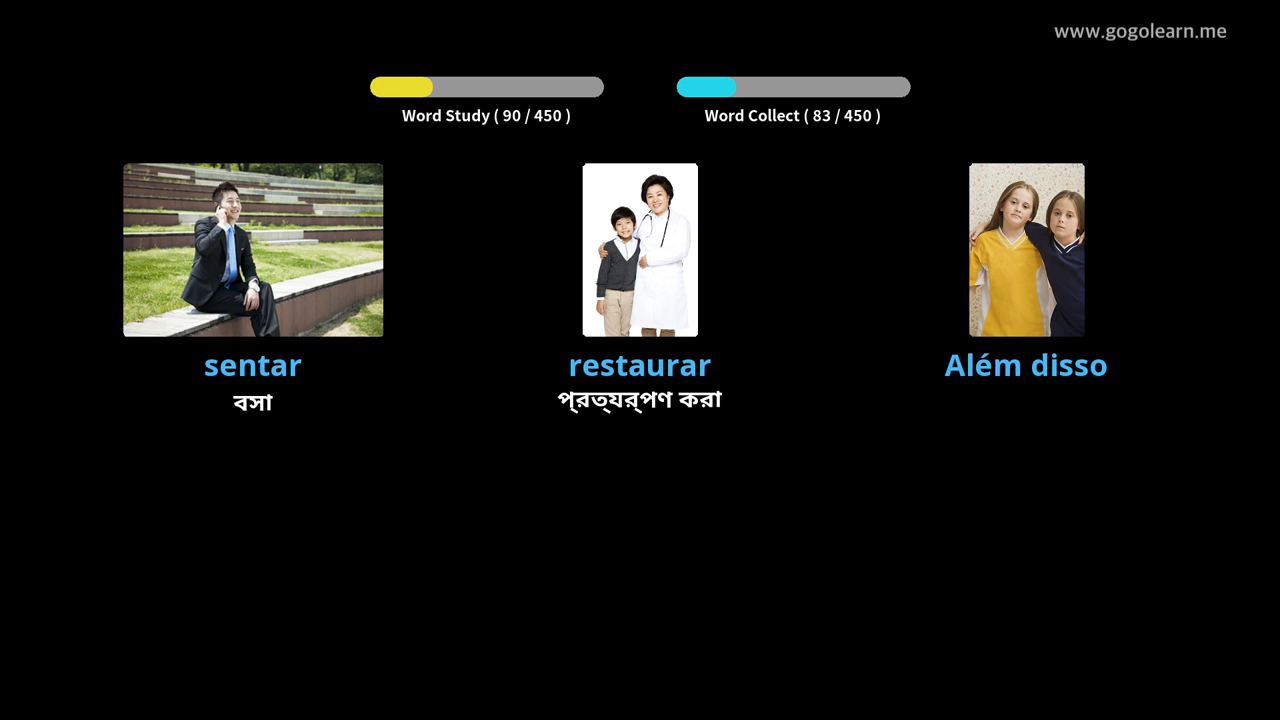 www.gogolearn.me
Word Study ( 90 / 450 )
Word Collect ( 83 / 450 )
sentar
restaurar
Além disso
বসা
প্রত্যর্পণ করা